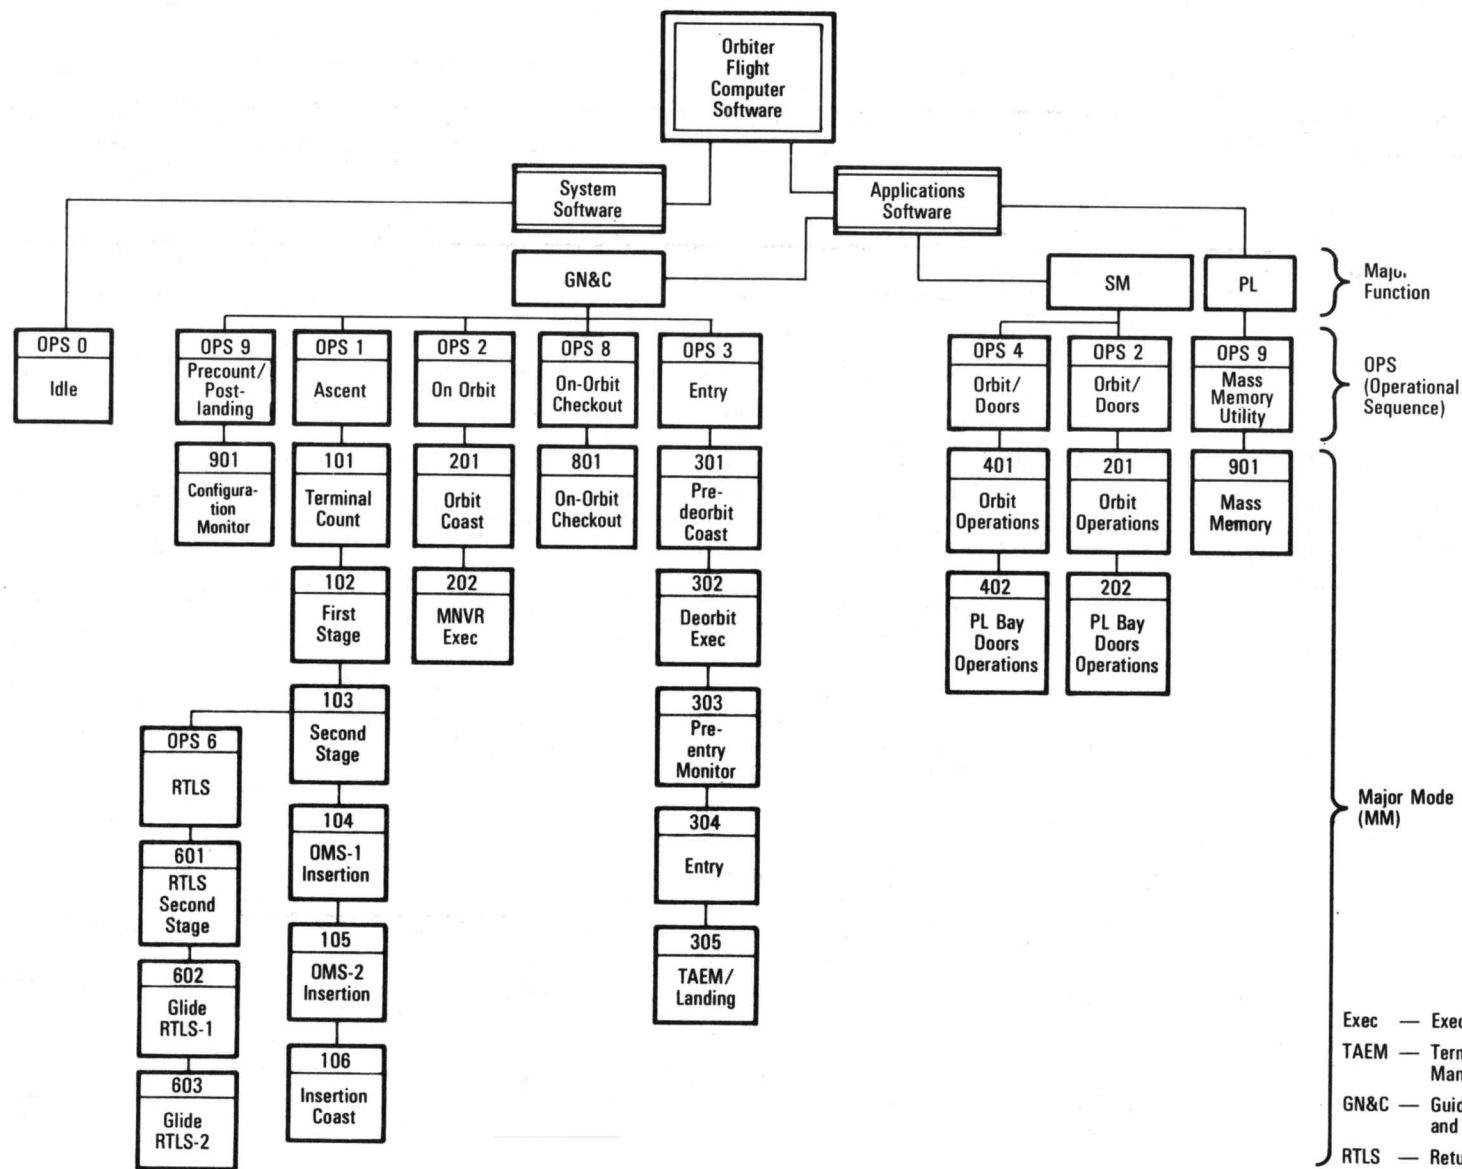 Orbiter
Flight
Computer
Software
System
Software
Applications
Software
GN&C
SM
PL
Function
OPS 0
Idle
OPS 9
Precount/
Post-
landing
OPS 1
Ascent
OPS 2
On Orbit
OPS 8
On-Orbit
Checkout
OPS 3
Entry
OPS 4
Orbit/
Doors
OPS 2
Orbit/
Doors
OPS 9
Mass
Memory
Utility
OPS
(Operational
Sequence)
901
Configura-
tion
Monitor
101
Terminal
Count
201
Orbit
Coast
801
On-Orbit
Checkout
301
Pre-
deorbit
Coast
401
Orbit
Operations
201
Orbit
Operations
901
Mass
Memory
102
First
Stage
202
MNVR
Exec
302
Deorbit
Exec
402
PL Bay
Doors
Operations
202
PL Bay
Doors
Operations
103
Second
Stage
303
Pre-
entry
Monitor
OPS 6
RTLS
104
OMS-1
Insertion
304
Entry
Major Mode
(MM)
601
RTLS
Second
Stage
105
OMS-2
Insertion
305
TAEM/
Landing
602
Glide
RTLS-1
106
Insertion
Coast
603
Glide
RTLS-2
Exec —
TAEM —
GN&C —
and
RTLS —